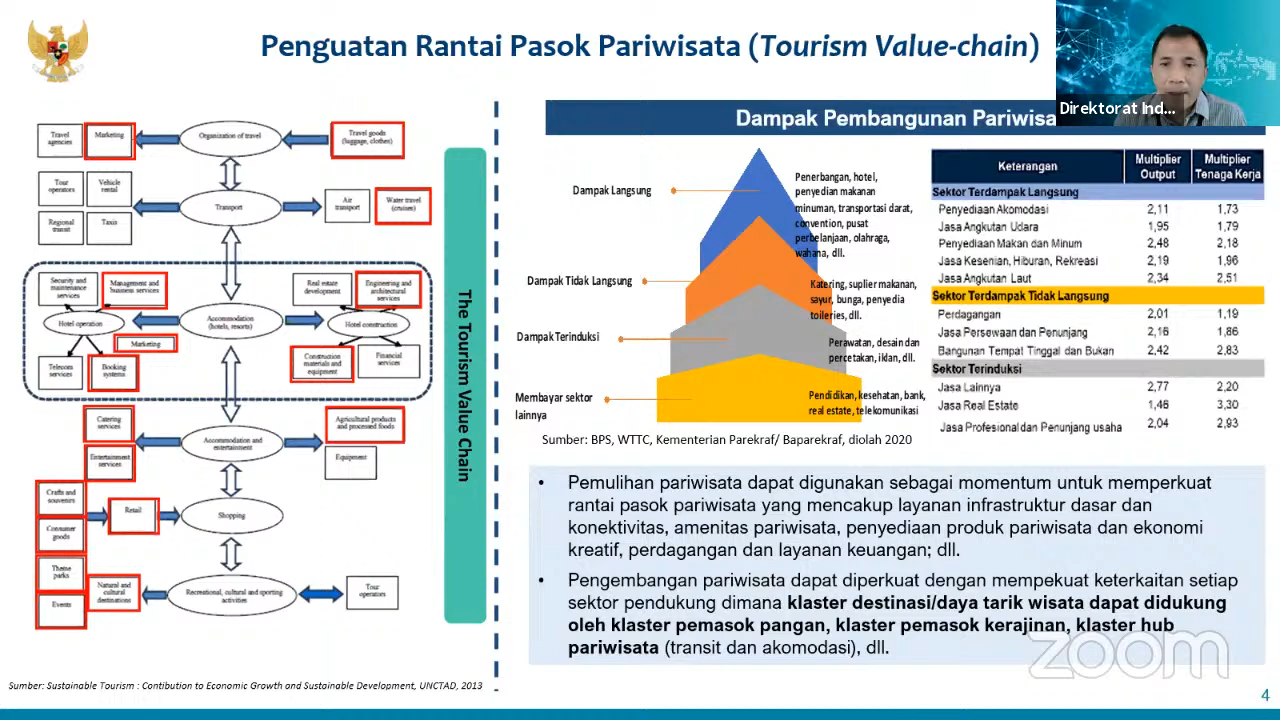 Penguatan Rantai Pasok Pariwisata (Tourism Value-chain)
Direktorat Ind...
Travel
agencies
Marketing
Organization of travel
Travel goods
(luggage, clothes)
Tour
operators
Vehicle
rental
Regional
transit
Taxis
Transport
Air
transport
Water travel
(cruises)
Security and
maintenance
services
Management and
business services
Hotel operation
Marketing
Telecom
services
Booking
systems
Accommodation
(hotels, resorts)
Real estate
development
Engineering and
architectural
services
Hotel construction
Construction
materials and
equipment
Financial
services
Catering
services
Entertainment
services
Accommodation and
entertainment
Agricultural products
and processed foods
Equipment
Crafts and
souvenirs
Consumer
goods
Retail
Shopping
Theme
parks
Events
Natural and
cultural
destinations
Recreational, cultural and sporting
activities
Tour
operators
The Tourism Value Chain
Sumber: Sustainable Tourism : Contibution to Economic Growth and Sustainable Development, UNCTAD, 2013
Dampak Pembangunan Pariwisa
Dampak Langsung
Penerbangan, hotel,
penyedian makanan
minuman, transportasi darat,
convention, pusat
perbelanjaan, olahraga,
wahana, dll.
Dampak Tidak Langsung
Katering, suplier makanan,
sayur, bunga, penyedia
toileries, dll.
Dampak Terinduksi
Perawatan, desain dan
percetakan, iklan, dll.
Membayar sektor
lainnya
Pendidikan, kesehatan, bank,
real estate, telekomunikasi
Keterangan Multiplier Output Multiplier Tenaga Kerja
Sektor Terdampak Langsung
Penyediaan Akomodasi 2,11 1,73
Jasa Angkutan Udara 1,95 1,79
Penyediaan Makan dan Minum 2,48 2,18
Jasa Kesenian, Hiburan, Rekreasi 2,19 1,96
Jasa Angkutan Laut 2,34 2,51
Sektor Terdampak Tidak Langsung
Perdagangan 2,01 1,19
Jasa Persewaan dan Penunjang 2,16 1,86
Bangunan Tempat Tinggal dan Bukan 2,42 2,83
Sektor Terinduksi
Jasa Lainnya 2,77 2,20
Jasa Real Estate 1,46 3,30
Jasa Profesional dan Penunjang usaha 2,04 2,93
Sumber: BPS, WTTC, Kementerian Parekraf/ Baparekraf, diolah 2020
• Pemulihan pariwisata dapat digunakan sebagai momentum untuk memperkuat
rantai pasok pariwisata yang mencakup layanan infrastruktur dasar dan
konektivitas, amenitas pariwisata, penyediaan produk pariwisata dan ekonomi
kreatif, perdagangan dan layanan keuangan; dll.
• Pengembangan pariwisata dapat diperkuat dengan mempekuat keterkaitan setiap
sektor pendukung dimana klaster destinasi/daya tarik wisata dapat didukung
oleh klaster pemasok pangan, klaster pemasok kerajinan, klaster hub
pariwisata (transit dan akomodasi), dll.
zoom
4